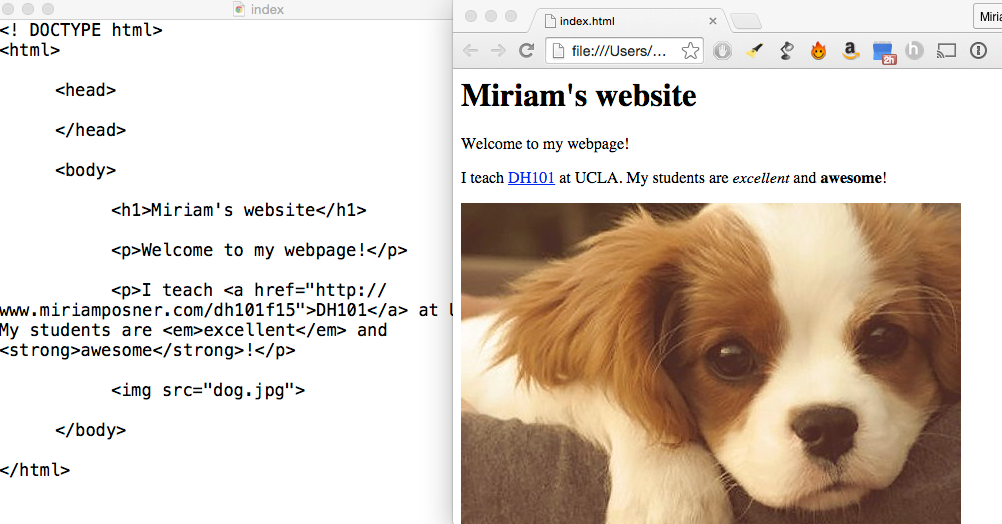 index
<! DOCTYPE html>
<html>
<head>
</head>
<body>
<h1>Miriam's website</h1>
<p>Welcome to my webpage!</p>
<p>I teach <a href="http://
www.miriamposner.com/dh101f15">DH101</a> at U
My students are <em>excellent</em> and
<strong>awesome</strong>!</p>
<img src="dog.jpg">
</body>
</html>
index.html
Miria
file:///Users/...
2h
Miriam's website
Welcome to my webpage!
I teach DH101 at UCLA. My students are excellent and awesome!